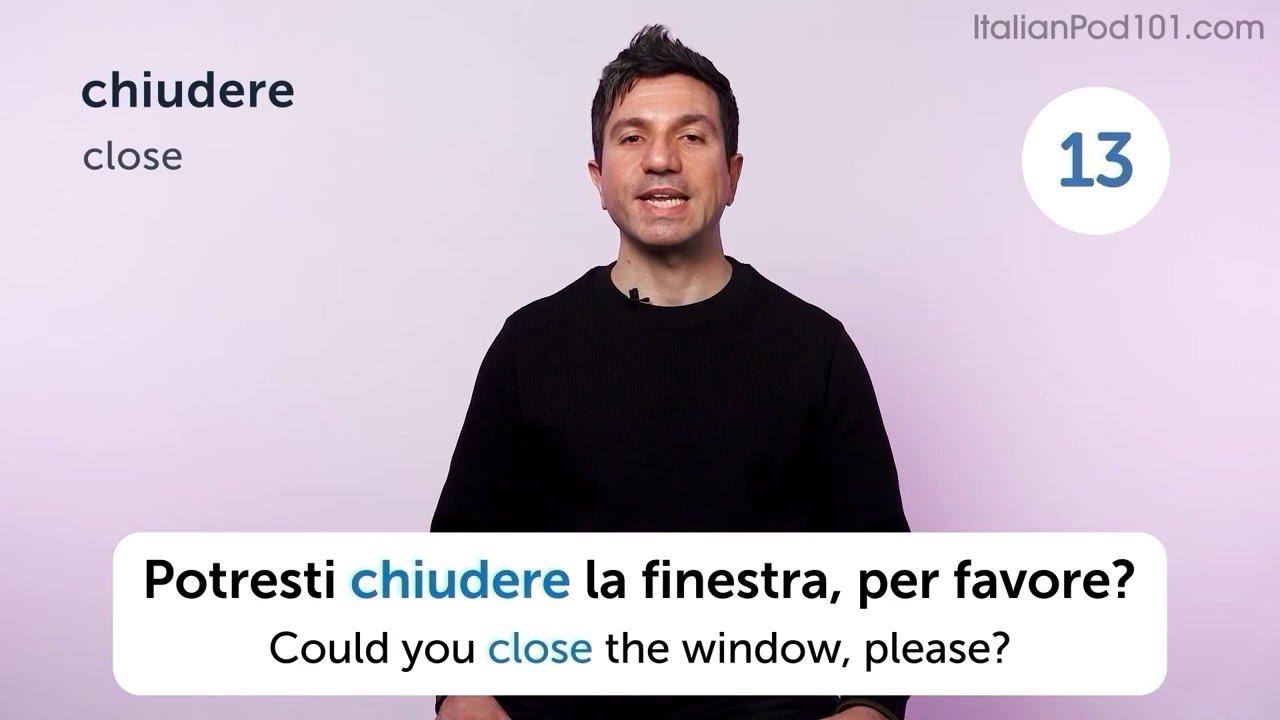 ItalianPod101.com
chiudere
close
13
Potresti chiudere la finestra, per favore?
Could you close the window, please?